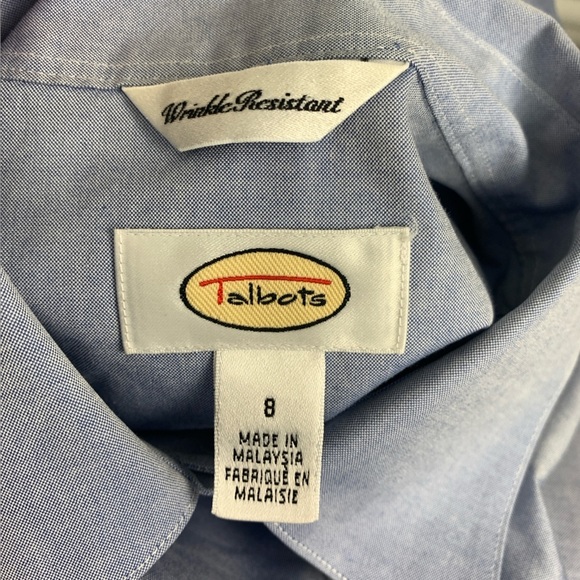 Wrinkle Resistant
Talbots
8
MADE IN
MALAYSIA
FABRIQUÉ EN
MALAISIE